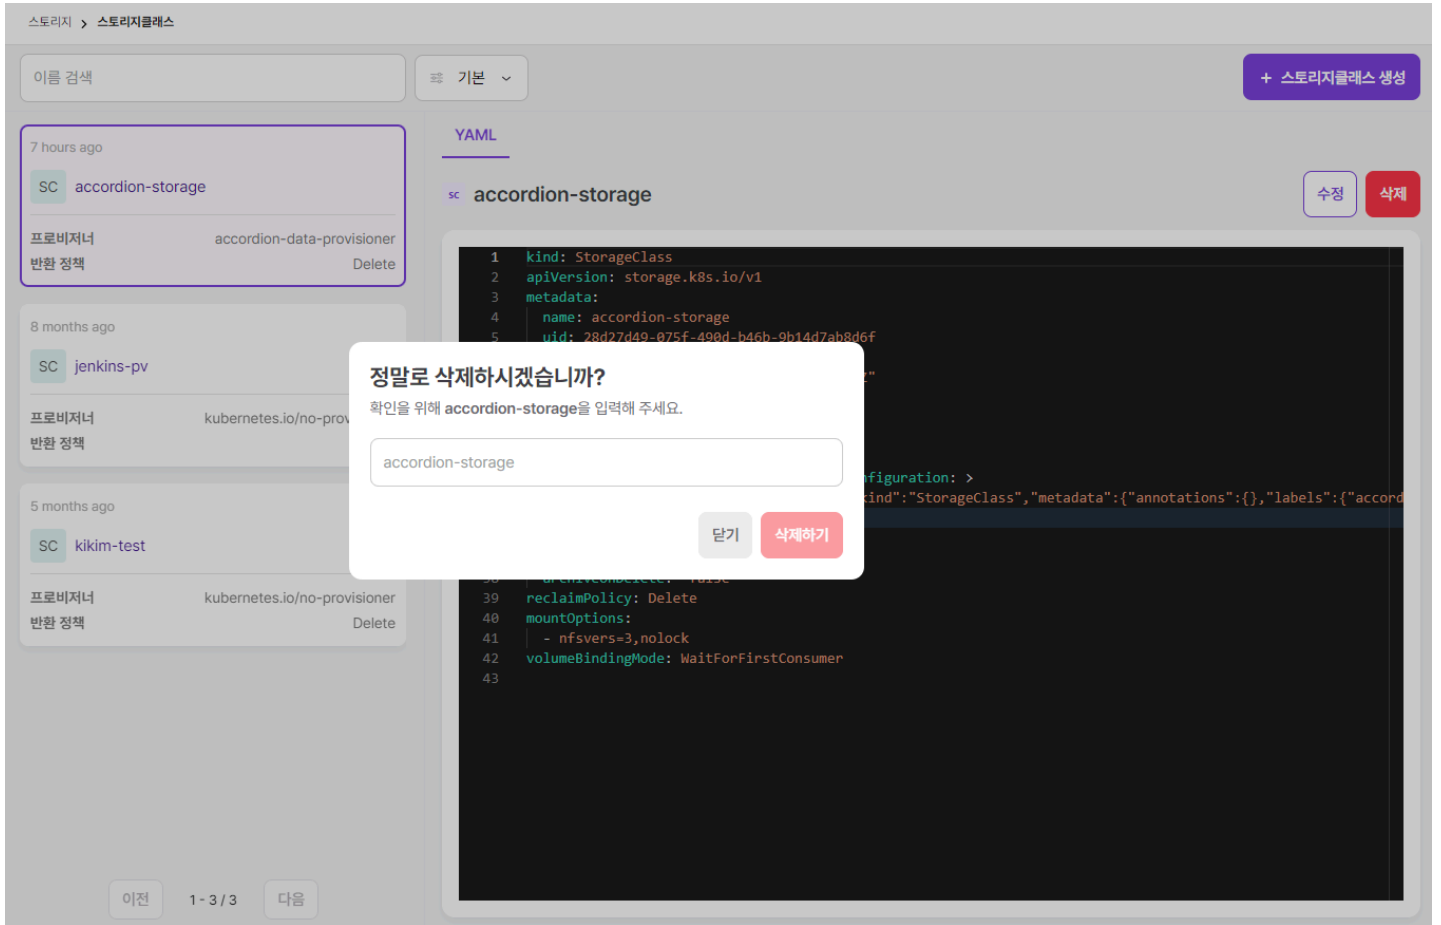 스토리지 > 스토리지클래스
이름 검색
기본
+ 스토리지클래스 생성
7 hours ago
SC accordion-storage
프로비저너 accordion-data-provisioner
반환 정책 Delete
8 months ago
SC jenkins-pv
프로비저너 kubernetes.io/no-prov
반환 정책
5 months ago
SC kikim-test
프로비저너 kubernetes.io/no-provisioner
반환 정책 Delete
이전 1 - 3 / 3 다음
YAML
SC accordion-storage
수정 삭제
1 kind: StorageClass
2 apiVersion: storage.k8s.io/v1
3 metadata:
4 name: accordion-storage
5 uid: 28d27d49-075f-490d-b46b-9b14d7ab8d6f
정말로 삭제하시겠습니까?
확인을 위해 accordion-storage을 입력해 주세요.
accordion-storage
닫기 삭제하기
figuration: >
kind":"StorageClass","metadata":{"annotations":{},"labels":{"accord
38 archiveOnDelete: "false"
39 reclaimPolicy: Delete
40 mountOptions:
41 - nfsvers=3,nolock
42 volumeBindingMode: WaitForFirstConsumer
43